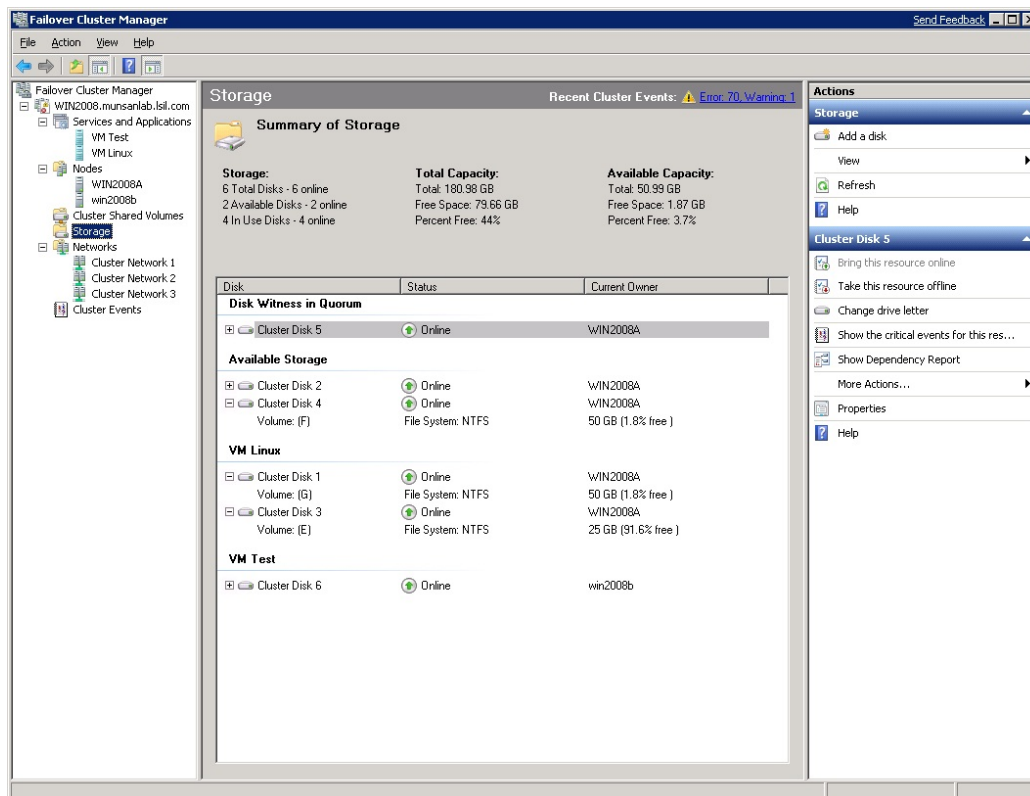 Failover Cluster Manager
Send Feedback
File Action View Help
Failover Cluster Manager
WIN2008.munsanlab.lsil.com
Services and Applications
VM Test
VM Linux
Nodes
WIN2008A
win2008b
Cluster Shared Volumes
Storage
Networks
Cluster Network 1
Cluster Network 2
Cluster Network 3
Cluster Events
Storage Recent Cluster Events: Error: 70, Warning: 1
Summary of Storage
Storage: Total Capacity: Available Capacity:
6 Total Disks - 6 online Total: 180.98 GB Total: 50.99 GB
2 Available Disks - 2 online Free Space: 79.66 GB Free Space: 1.87 GB
4 In Use Disks - 4 online Percent Free: 44% Percent Free: 3.7%
Disk Status Current Owner
Disk Witness in Quorum
Cluster Disk 5 Online WIN2008A
Available Storage
Cluster Disk 2 Online WIN2008A
Cluster Disk 4 Online WIN2008A
Volume: (F) File System: NTFS 50 GB (1.8% free )
VM Linux
Cluster Disk 1 Online WIN2008A
Volume: (G) File System: NTFS 50 GB (1.8% free )
Cluster Disk 3 Online WIN2008A
Volume: (E) File System: NTFS 25 GB (91.6% free )
VM Test
Cluster Disk 6 Online win2008b
Actions
Storage
Add a disk
View
Refresh
Help
Cluster Disk 5
Bring this resource online
Take this resource offline
Change drive letter
Show the critical events for this res...
Show Dependency Report
More Actions...
Properties
Help